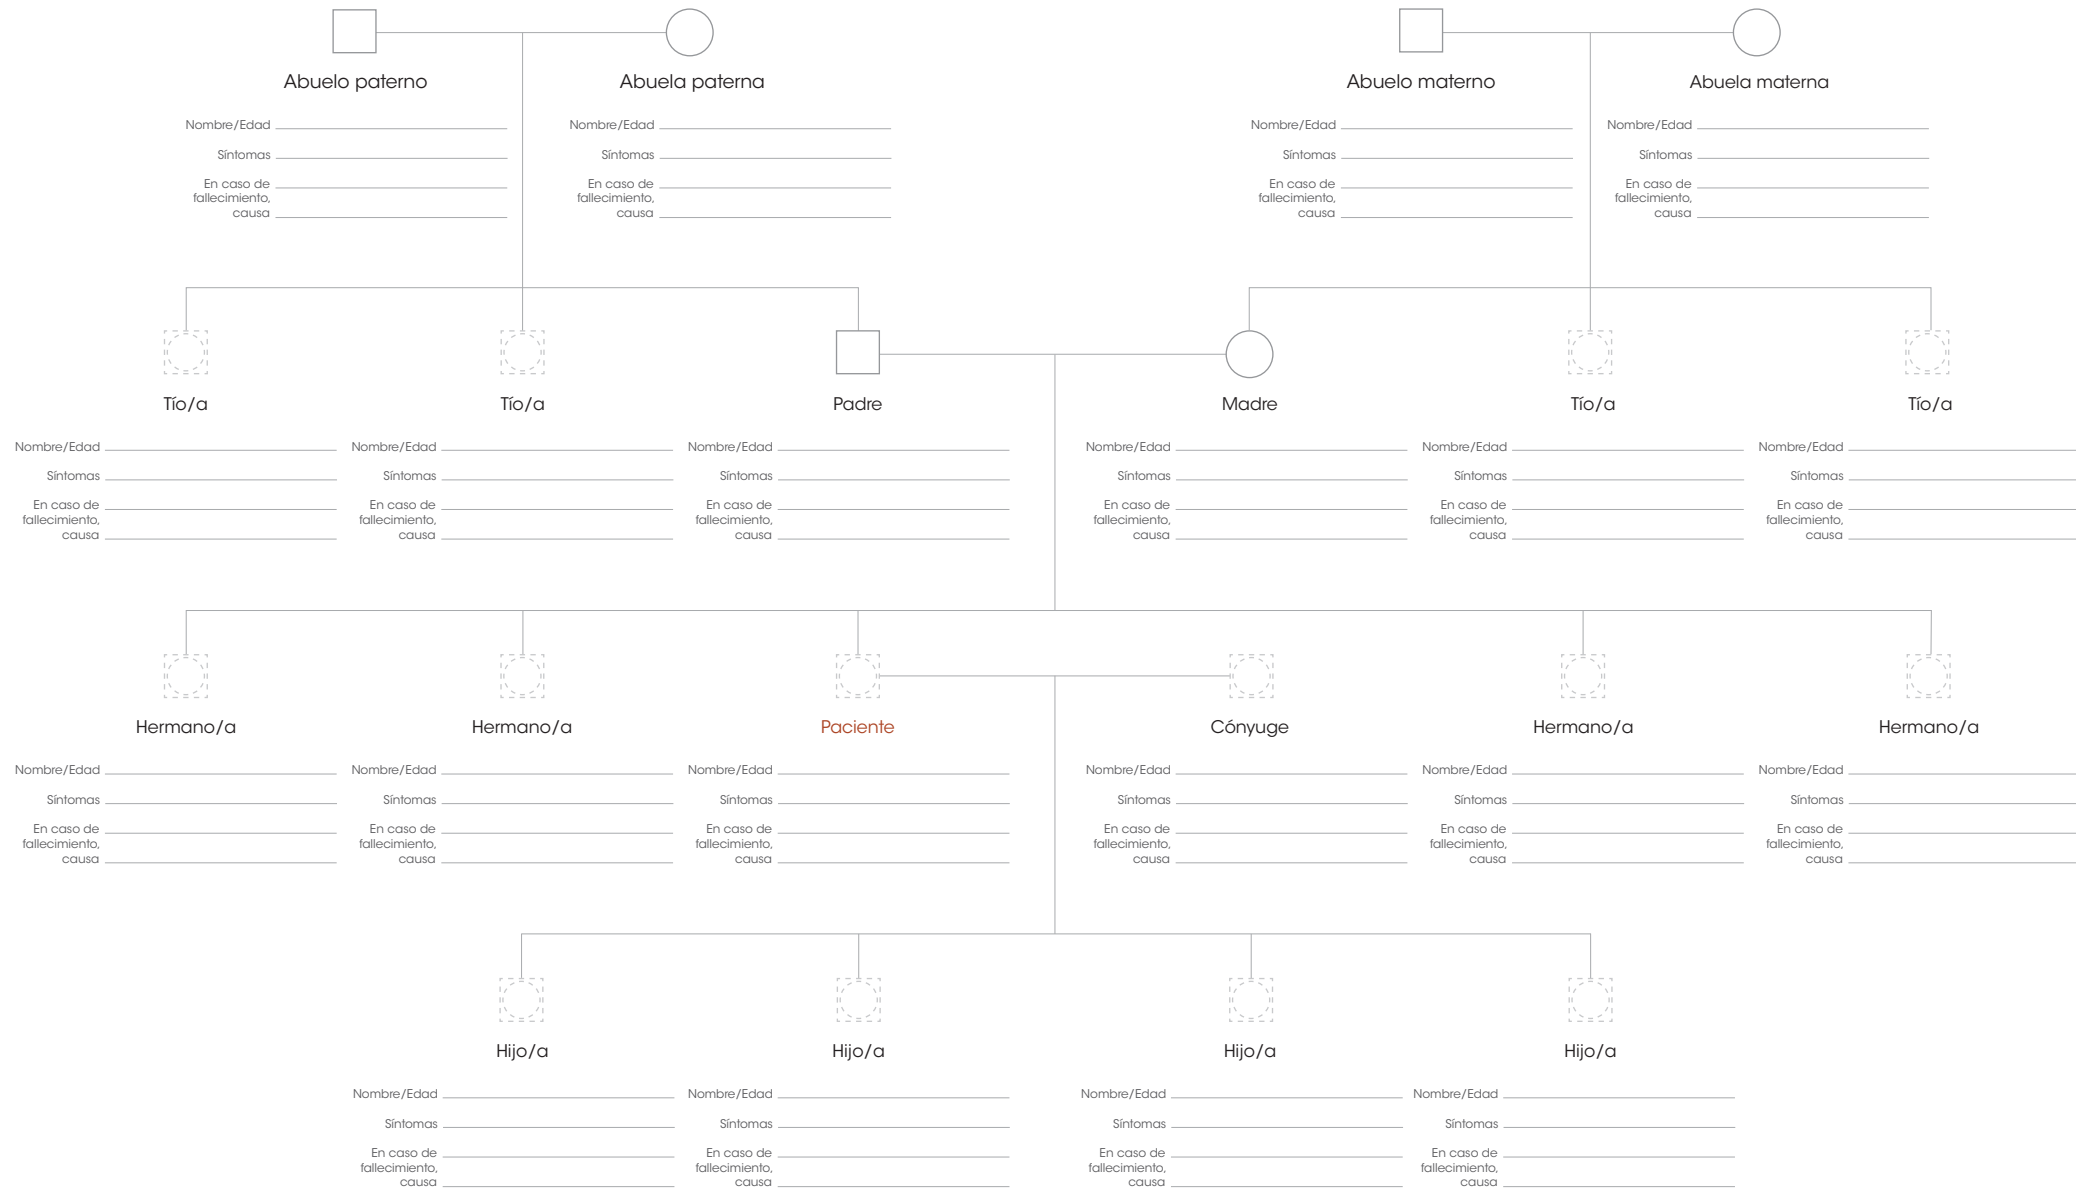 Abuelo paterno
Abuela paterna
Abuelo materno
Abuela materna
Nombre/Edad
Síntomas
En caso de
fallecimiento,
causa
Nombre/Edad
Síntomas
En caso de
fallecimiento,
causa
Nombre/Edad
Síntomas
En caso de
fallecimiento,
causa
Nombre/Edad
Síntomas
En caso de
fallecimiento,
causa
Tío/a
Tío/a
Padre
Madre
Tío/a
Tío/a
Nombre/Edad
Síntomas
En caso de
fallecimiento,
causa
Nombre/Edad
Síntomas
En caso de
fallecimiento,
causa
Nombre/Edad
Síntomas
En caso de
fallecimiento,
causa
Nombre/Edad
Síntomas
En caso de
fallecimiento,
causa
Nombre/Edad
Síntomas
En caso de
fallecimiento,
causa
Nombre/Edad
Síntomas
En caso de
fallecimiento,
causa
Hermano/a
Hermano/a
Paciente
Cónyuge
Hermano/a
Hermano/a
Nombre/Edad
Síntomas
En caso de
fallecimiento,
causa
Nombre/Edad
Síntomas
En caso de
fallecimiento,
causa
Nombre/Edad
Síntomas
En caso de
fallecimiento,
causa
Nombre/Edad
Síntomas
En caso de
fallecimiento,
causa
Nombre/Edad
Síntomas
En caso de
fallecimiento,
causa
Nombre/Edad
Síntomas
En caso de
fallecimiento,
causa
Hijo/a
Hijo/a
Hijo/a
Hijo/a
Nombre/Edad
Síntomas
En caso de
fallecimiento,
causa
Nombre/Edad
Síntomas
En caso de
fallecimiento,
causa
Nombre/Edad
Síntomas
En caso de
fallecimiento,
causa
Nombre/Edad
Síntomas
En caso de
fallecimiento,
causa